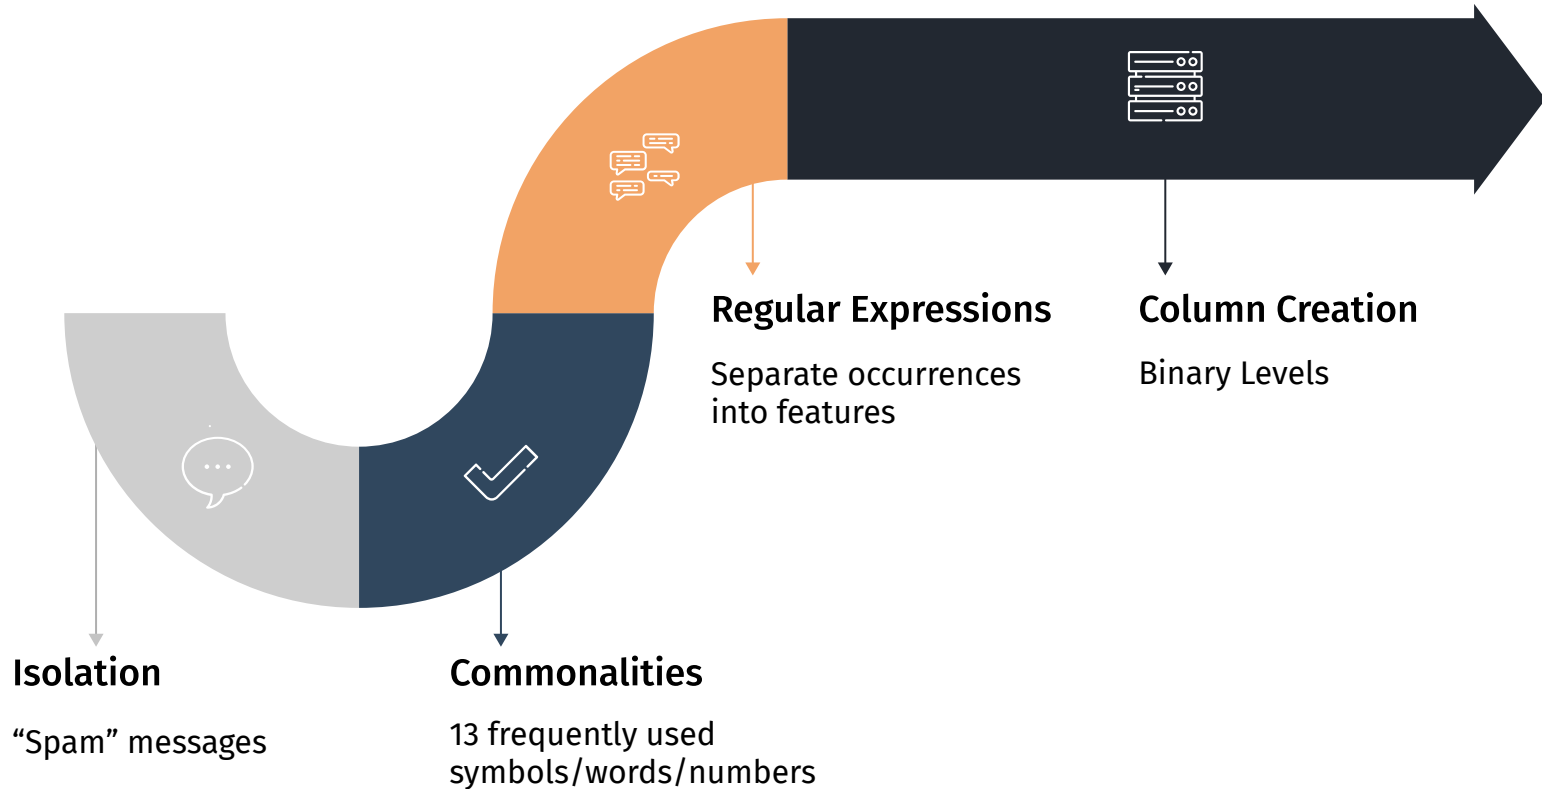 Isolation
“Spam” messages
Commonalities
13 frequently used
symbols/words/numbers
Regular Expressions
Separate occurrences
into features
Column Creation
Binary Levels